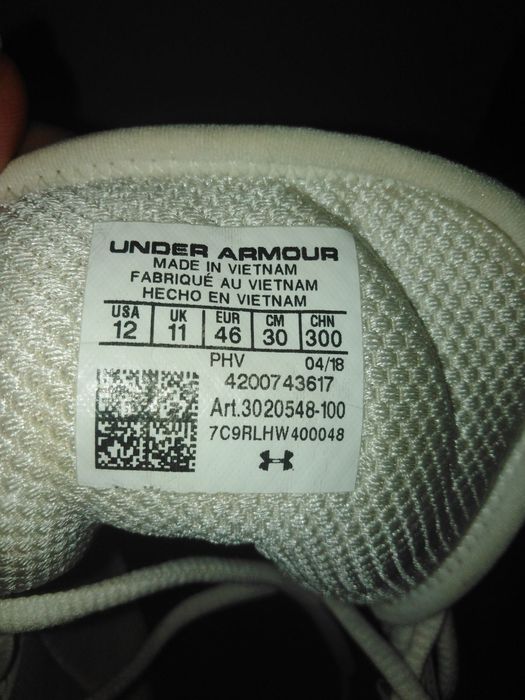 UNDER ARMOUR
MADE IN VIETNAM
FABRIQUÉ AU VIETNAM
HECHO EN VIETNAM
USA UK EUR CM CHN
12 11 46 30 300
PHV 04/18
4200743617
Art.3020548-100
7C9RLHW400048